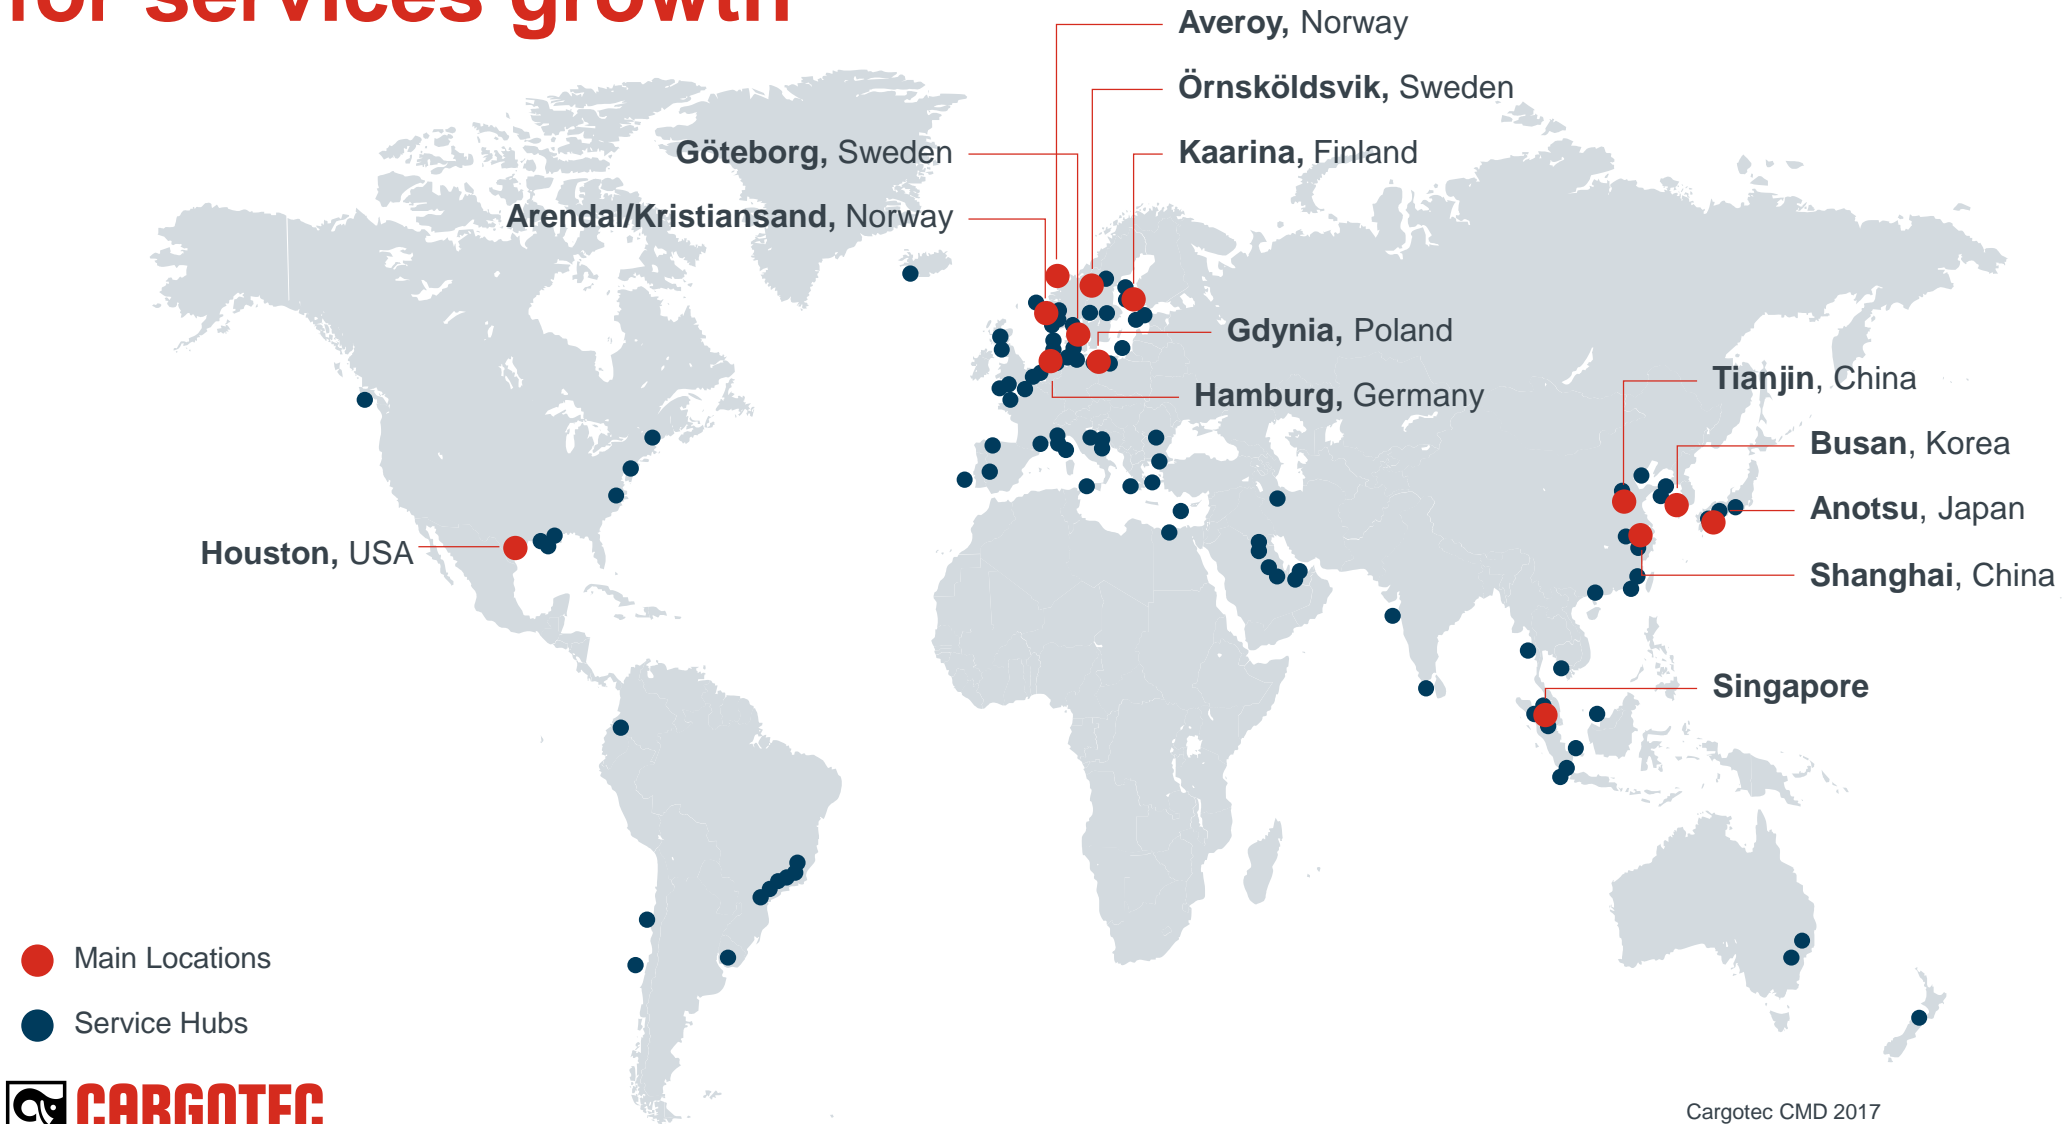 for services growth
Averoy, Norway
Örnsköldsvik, Sweden
Göteborg, Sweden
Kaarina, Finland
Arendal/Kristiansand, Norway
Gdynia, Poland
Tianjin, China
Hamburg, Germany
Busan, Korea
Anotsu, Japan
Houston, USA
Shanghai, China
Singapore
Main Locations
Service Hubs
CARGOTEC
Cargotec CMD 2017